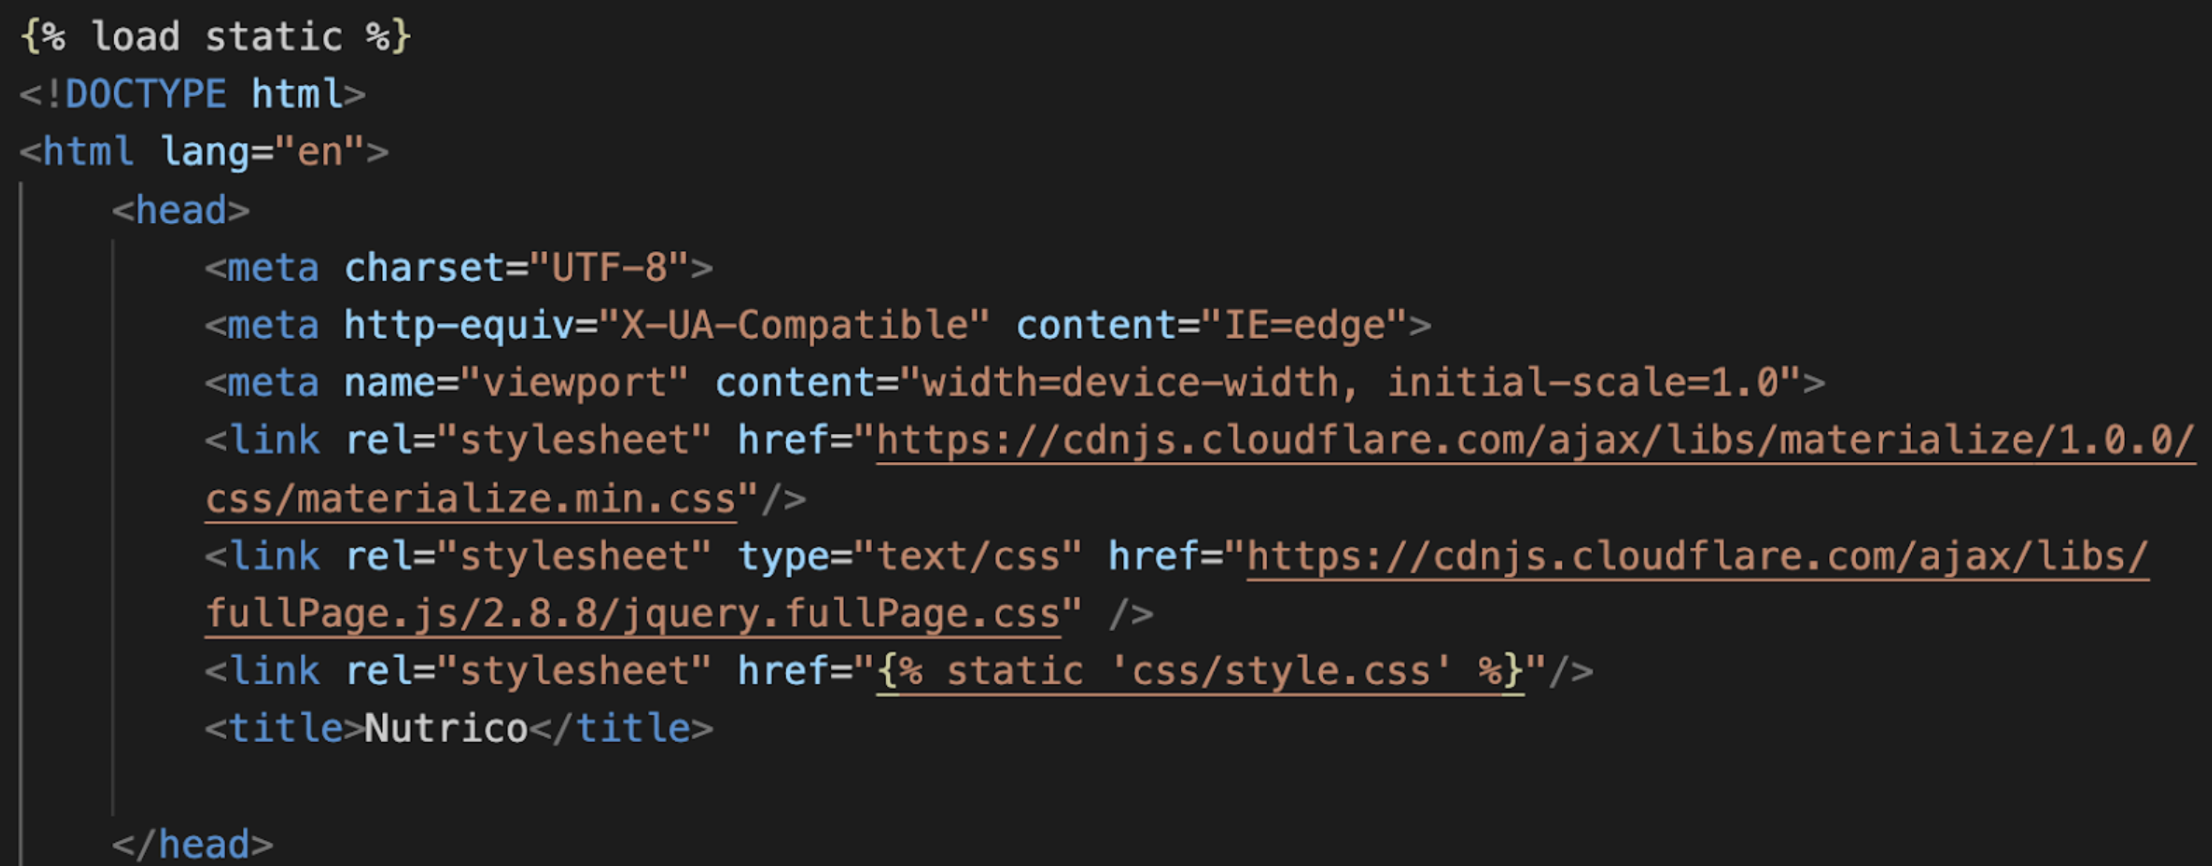 {% load static %}
<!DOCTYPE html>
<html lang="en">
<head>
<meta charset="UTF-8">
<meta http-equiv="X-UA-Compatible" content="IE=edge">
<meta name="viewport" content="width=device-width, initial-scale=1.0">
<link rel="stylesheet" href="https://cdnjs.cloudflare.com/ajax/libs/materialize/1.0.0/
css/materialize.min.css"/>
<link rel="stylesheet" type="text/css" href="https://cdnjs.cloudflare.com/ajax/libs/
fullPage.js/2.8.8/jquery.fullPage.css" />
<link rel="stylesheet" href="{% static 'css/style.css' %}"/>
<title>Nutrico</title>
</head>